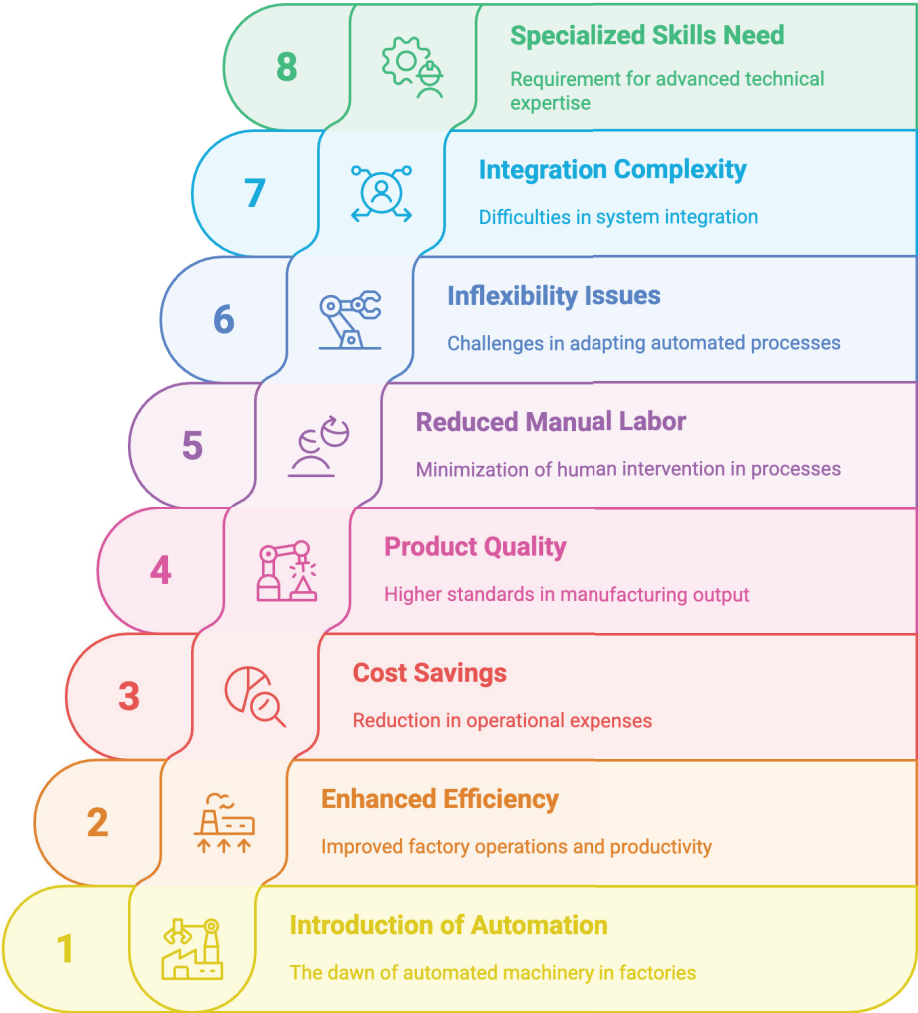 8
Specialized Skills Need
Requirement for advanced technical
expertise
7
Integration Complexity
Difficulties in system integration
6
Inflexibility Issues
Challenges in adapting automated processes
5
Reduced Manual Labor
Minimization of human intervention in processes
4
Product Quality
Higher standards in manufacturing output
3
Cost Savings
Reduction in operational expenses
2
Enhanced Efficiency
Improved factory operations and productivity
1
Introduction of Automation
The dawn of automated machinery in factories